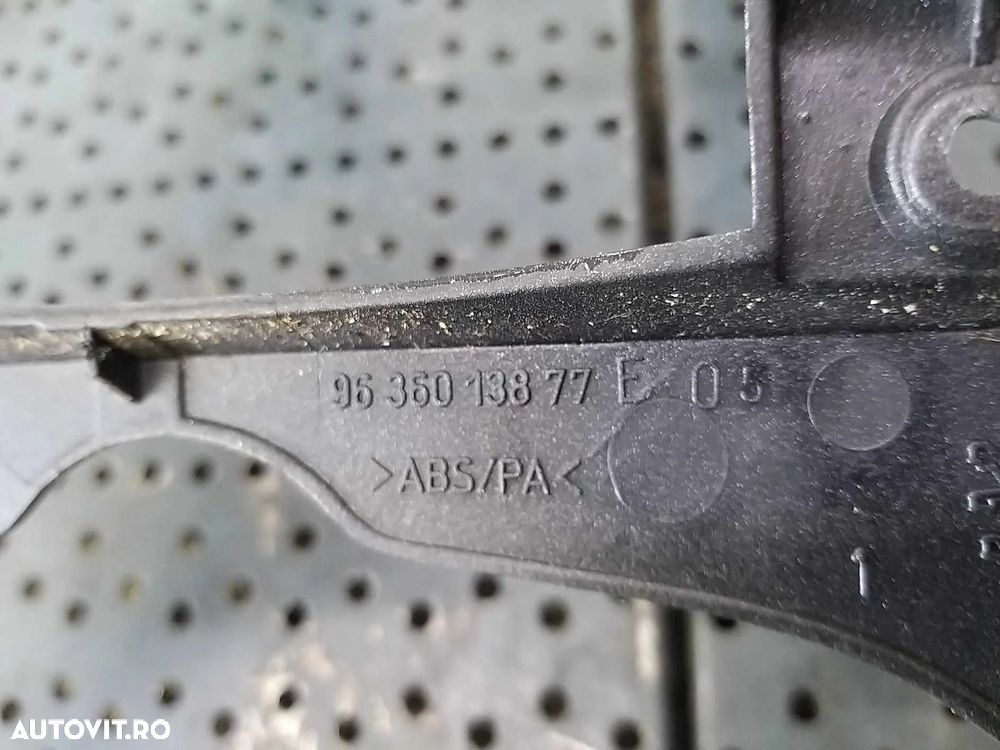 96 360 138 77 E 05
>ABS/PA<
1
AUTOVIT.RO